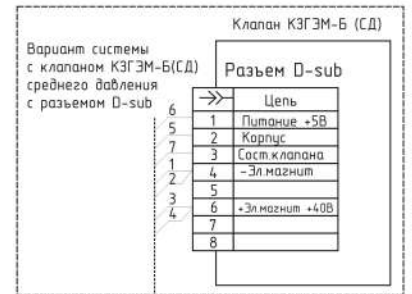 Клапан КЗГЭМ-Б (СД)
Вариант системы
с клапаном КЗГЭМ-Б(СД)
среднего давления
с разъемом D-sub
Разъем D-sub
Цепь
6
1 Питание +5В
5
2 Корпус
7
3 Сост.клапана
1
4 -Эл.магнит
2
5
3
6 +Эл.магнит +40В
4
7
8